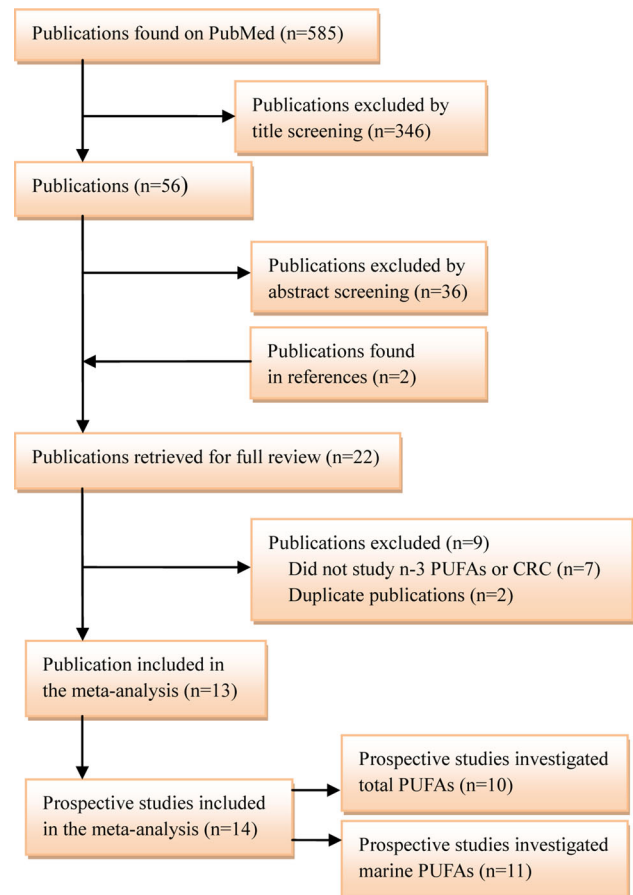 Publications found on PubMed (n=585)
Publications excluded by
title screening (n=346)
Publications (n=56)
Publications excluded by
abstract screening (n=36)
Publications found
in references (n=2)
Publications retrieved for full review (n=22)
Publications excluded (n=9)
Did not study n-3 PUFAs or CRC (n=7)
Duplicate publications (n=2)
Publication included in
the meta-analysis (n=13)
Prospective studies included
in the meta-analysis (n=14)
Prospective studies investigated
total PUFAs (n=10)
Prospective studies investigated
marine PUFAs (n=11)